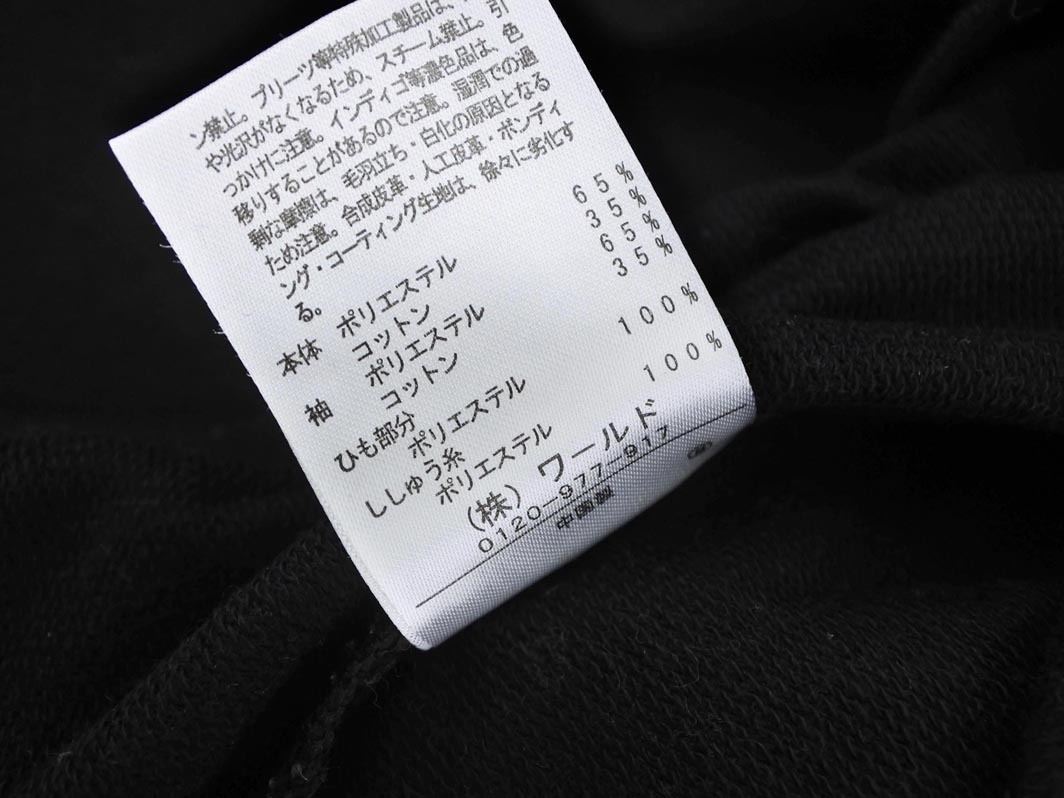 ン禁止。プリーツ等特殊加工製品は、
や光沢がなくなるため、スチーム禁止。引
っかけに注意。インディゴ等濃色品は、色
移りすることがあるので注意。湿潤での過
剰な摩擦は、毛羽立ち・白化の原因となる
ため注意。合成皮革・人工皮革・ボンディ
ング・コーティング生地は、徐々に劣化す
る。
本体 ポリエステル 65%
コットン 35%
袖 ポリエステル 65%
コットン 35%
ひも部分
ポリエステル 100%
ししゅう糸
ポリエステル 100%
(株)ワールド
0120-977-917
中国製